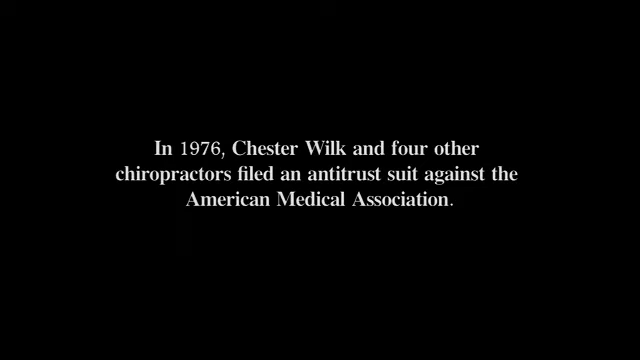 In 1976, Chester Wilk and four other
chiropractors filed an antitrust suit against the
American Medical Association.